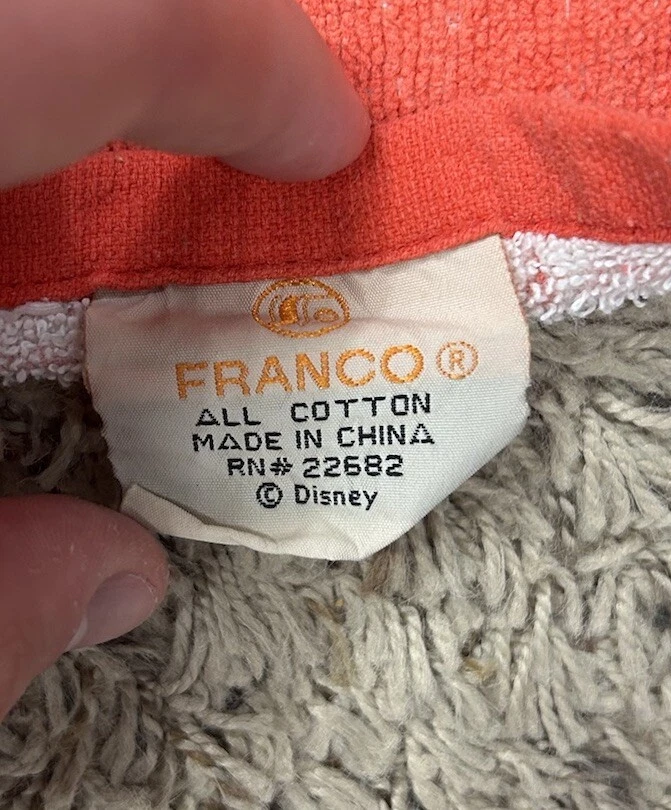 FRANCO®
ALL COTTON
MADE IN CHINA
RN# 22682
© Disney